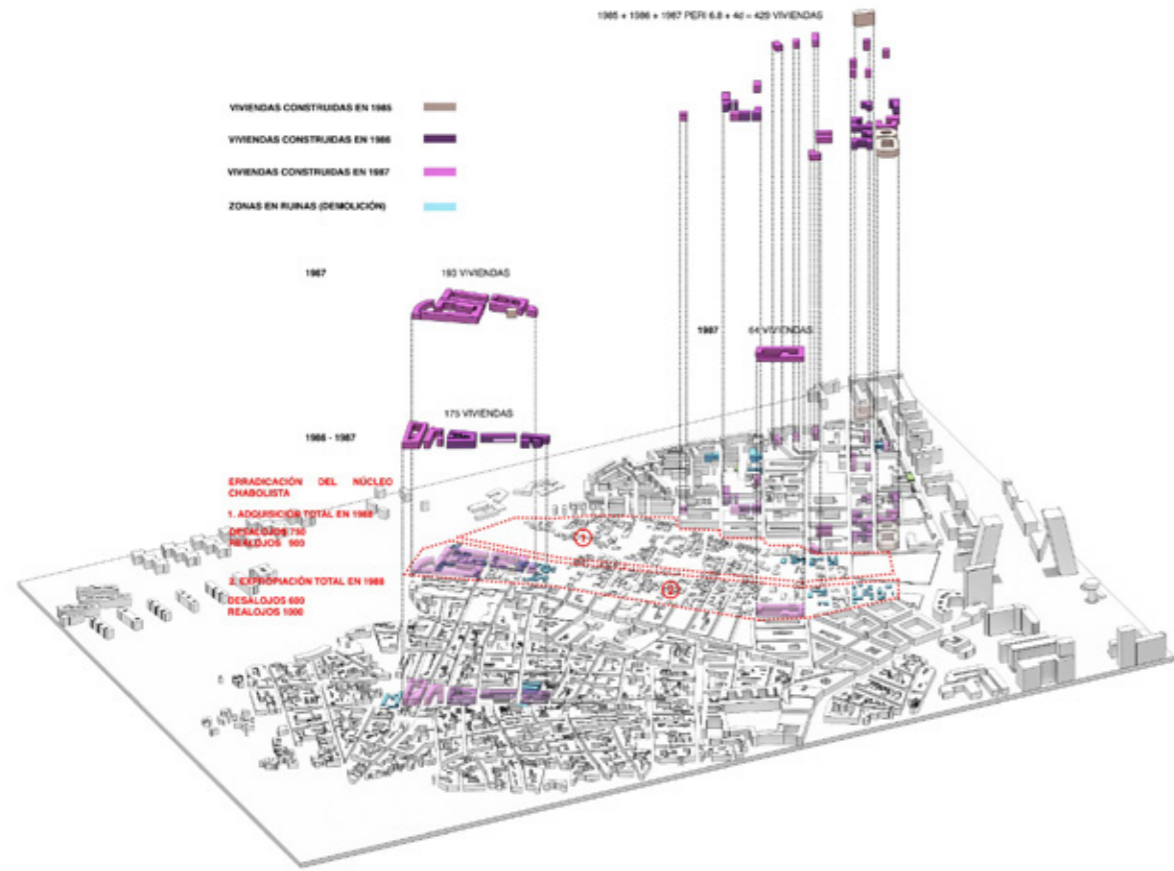 1985 + 1986 + 1987 PERI 6.8 + 4d = 429 VIVIENDAS
VIVIENDAS CONSTRUIDAS EN 1985
VIVIENDAS CONSTRUIDAS EN 1986
VIVIENDAS CONSTRUIDAS EN 1987
ZONAS EN RUINAS (DEMOLICIÓN)
1987
193 VIVIENDAS
1987
64 VIVIENDAS
175 VIVIENDAS
1986 - 1987
ERRADICACIÓN DEL NÚCLEO
CHABOLISTA
1. ADQUISICIÓN TOTAL EN 1988
DESALOJOS 750
REALOJOS 900
2. EXPROPIACIÓN TOTAL EN 1988
DESALOJOS 600
REALOJOS 1000
1
2